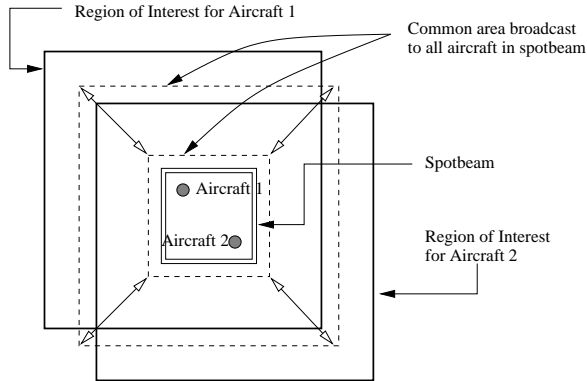 Region of Interest for Aircraft 1
Common area broadcast
to all aircraft in spotbeam
Spotbeam
Aircraft 1
Aircraft 2
Region of Interest
for Aircraft 2